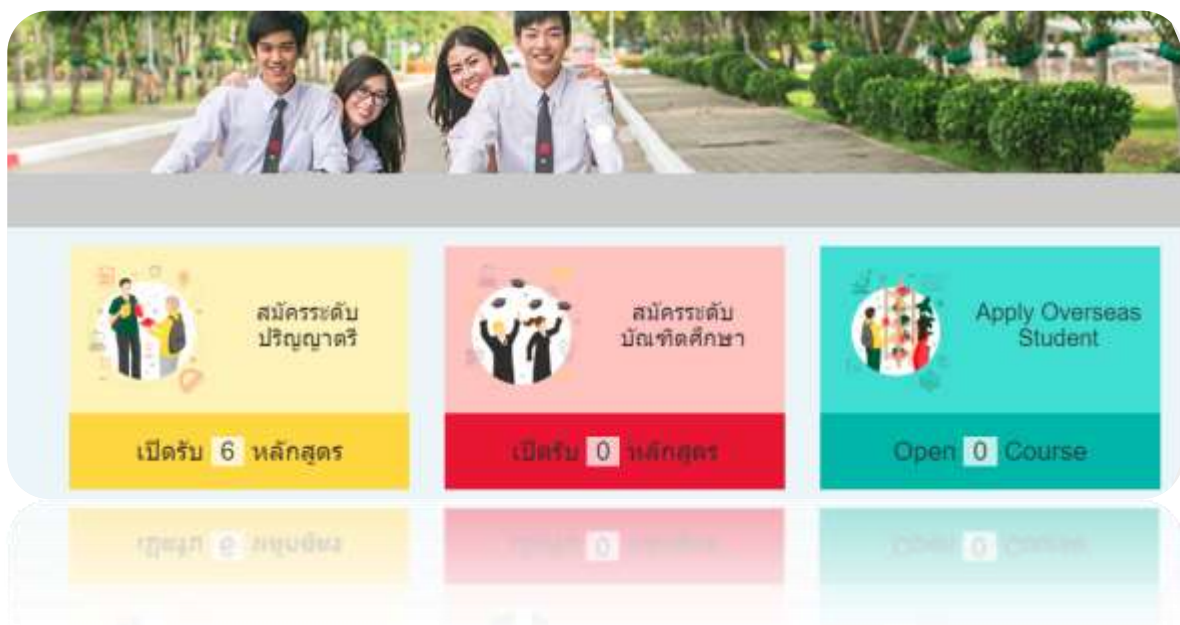 สมัครระดับ
ปริญญาตรี
เปิดรับ 6 หลักสูตร
สมัครระดับ
บัณฑิตศึกษา
เปิดรับ 0 หลักสูตร
Apply Overseas
Student
Open 0 Course